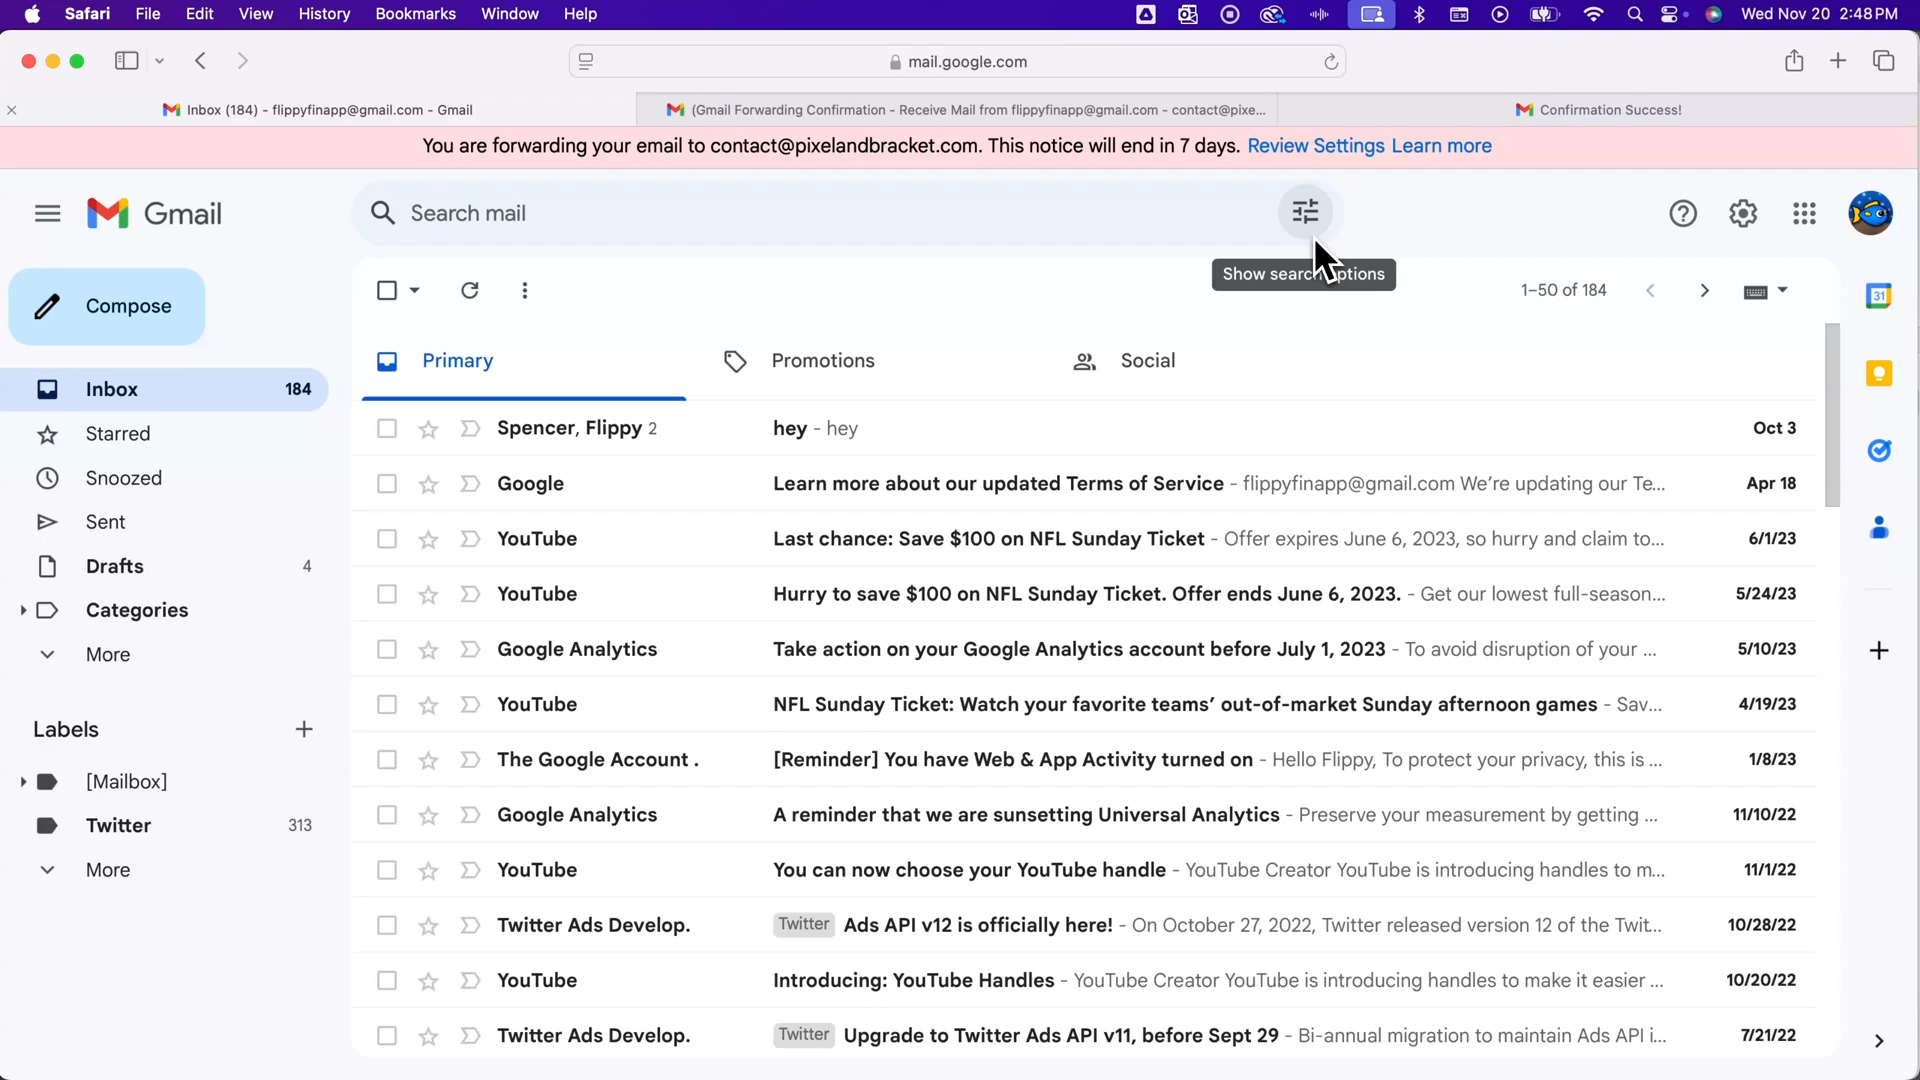 Safari File Edit View History Bookmarks Window Help Wed Nov 20 2:48 PM
mail.google.com
Inbox (184) - flippyfinapp@gmail.com - Gmail (Gmail Forwarding Confirmation - Receive Mail from flippyfinapp@gmail.com - contact@pixe... Confirmation Success!
You are forwarding your email to contact@pixelandbracket.com. This notice will end in 7 days. Review Settings Learn more
Gmail Search mail
Show search options
Compose 1–50 of 184
31
Primary Promotions Social
Inbox 184
Starred
Snoozed
Sent
Drafts 4
Categories
More
Labels
[Mailbox]
Twitter 313
More
Spencer, Flippy 2 hey - hey Oct 3
Google Learn more about our updated Terms of Service - flippyfinapp@gmail.com We're updating our Te... Apr 18
YouTube Last chance: Save $100 on NFL Sunday Ticket - Offer expires June 6, 2023, so hurry and claim to... 6/1/23
YouTube Hurry to save $100 on NFL Sunday Ticket. Offer ends June 6, 2023. - Get our lowest full-season... 5/24/23
Google Analytics Take action on your Google Analytics account before July 1, 2023 - To avoid disruption of your ... 5/10/23
YouTube NFL Sunday Ticket: Watch your favorite teams' out-of-market Sunday afternoon games - Sav... 4/19/23
The Google Account . [Reminder] You have Web & App Activity turned on - Hello Flippy, To protect your privacy, this is ... 1/8/23
Google Analytics A reminder that we are sunsetting Universal Analytics - Preserve your measurement by getting ... 11/10/22
YouTube You can now choose your YouTube handle - YouTube Creator YouTube is introducing handles to m... 11/1/22
Twitter Ads Develop. Twitter Ads API v12 is officially here! - On October 27, 2022, Twitter released version 12 of the Twit... 10/28/22
YouTube Introducing: YouTube Handles - YouTube Creator YouTube is introducing handles to make it easier ... 10/20/22
Twitter Ads Develop. Twitter Upgrade to Twitter Ads API v11, before Sept 29 - Bi-annual migration to maintain Ads API i... 7/21/22